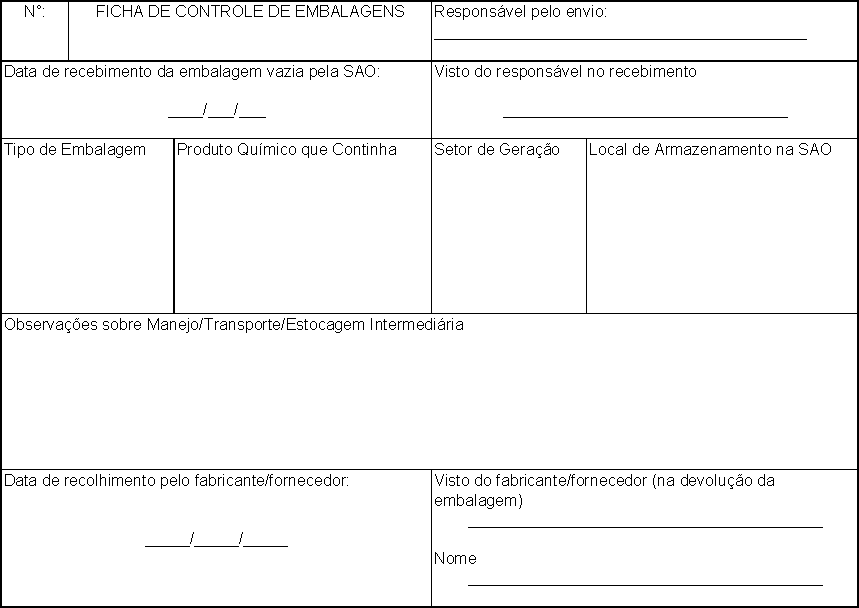 N°:
FICHA DE CONTROLE DE EMBALAGENS
Responsável pelo envio:
Data de recebimento da embalagem vazia pela SAO:
____/___/___
Visto do responsável no recebimento
Tipo de Embalagem
Produto Químico que Continha
Setor de Geração
Local de Armazenamento na SAO
Observações sobre Manejo/Transporte/Estocagem Intermediária
Data de recolhimento pelo fabricante/fornecedor:
_____/_____/_____
Visto do fabricante/fornecedor (na devolução da
embalagem)
Nome